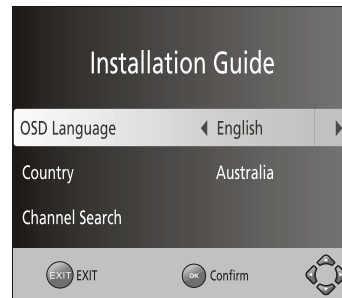 Installation Guide
OSD Language English
Country Australia
Channel Search
EXIT EXIT OK Confirm